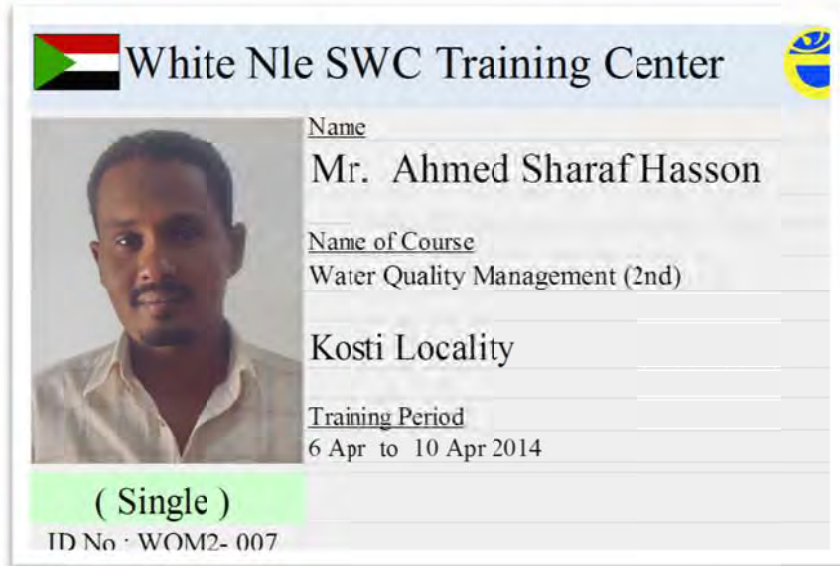 White Nle SWC Training Center
Name
Mr. Ahmed Sharaf Hasson
Name of Course
Water Quality Management (2nd)
Kosti Locality
Training Period
6 Apr to 10 Apr 2014
( Single )
ID No : WQM2- 007